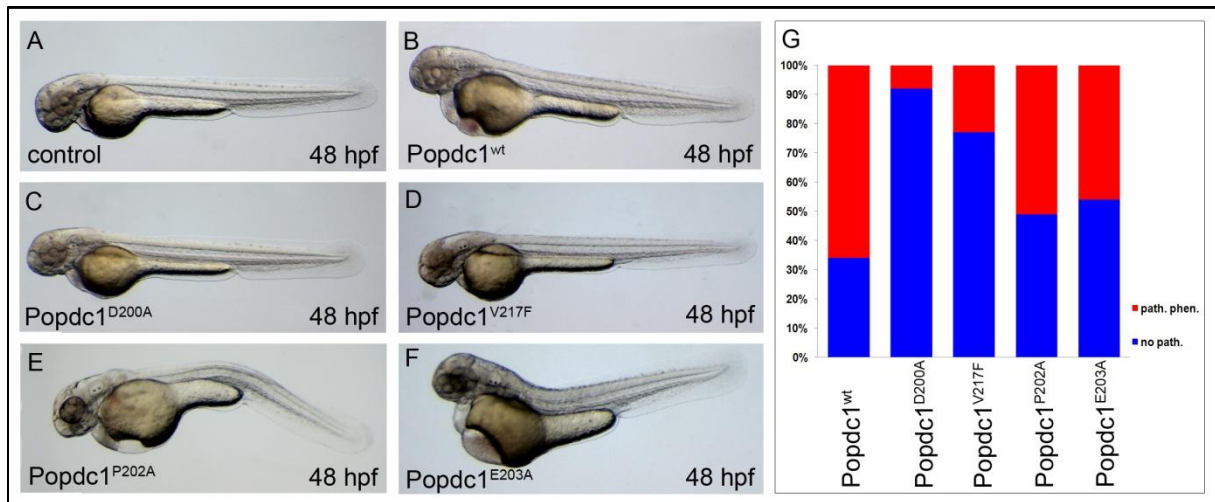 A
control
48 hpf
B
Popdc1wt
48 hpf
C
Popdc1D200A
48 hpf
D
Popdc1V217F
48 hpf
E
Popdc1P202A
48 hpf
F
Popdc1E203A
48 hpf
G
100%
90%
80%
70%
60%
50%
40%
30%
20%
10%
0%
path. phen.
no path.
Popdc1wt
Popdc1D200A
Popdc1V217F
Popdc1P202A
Popdc1E203A